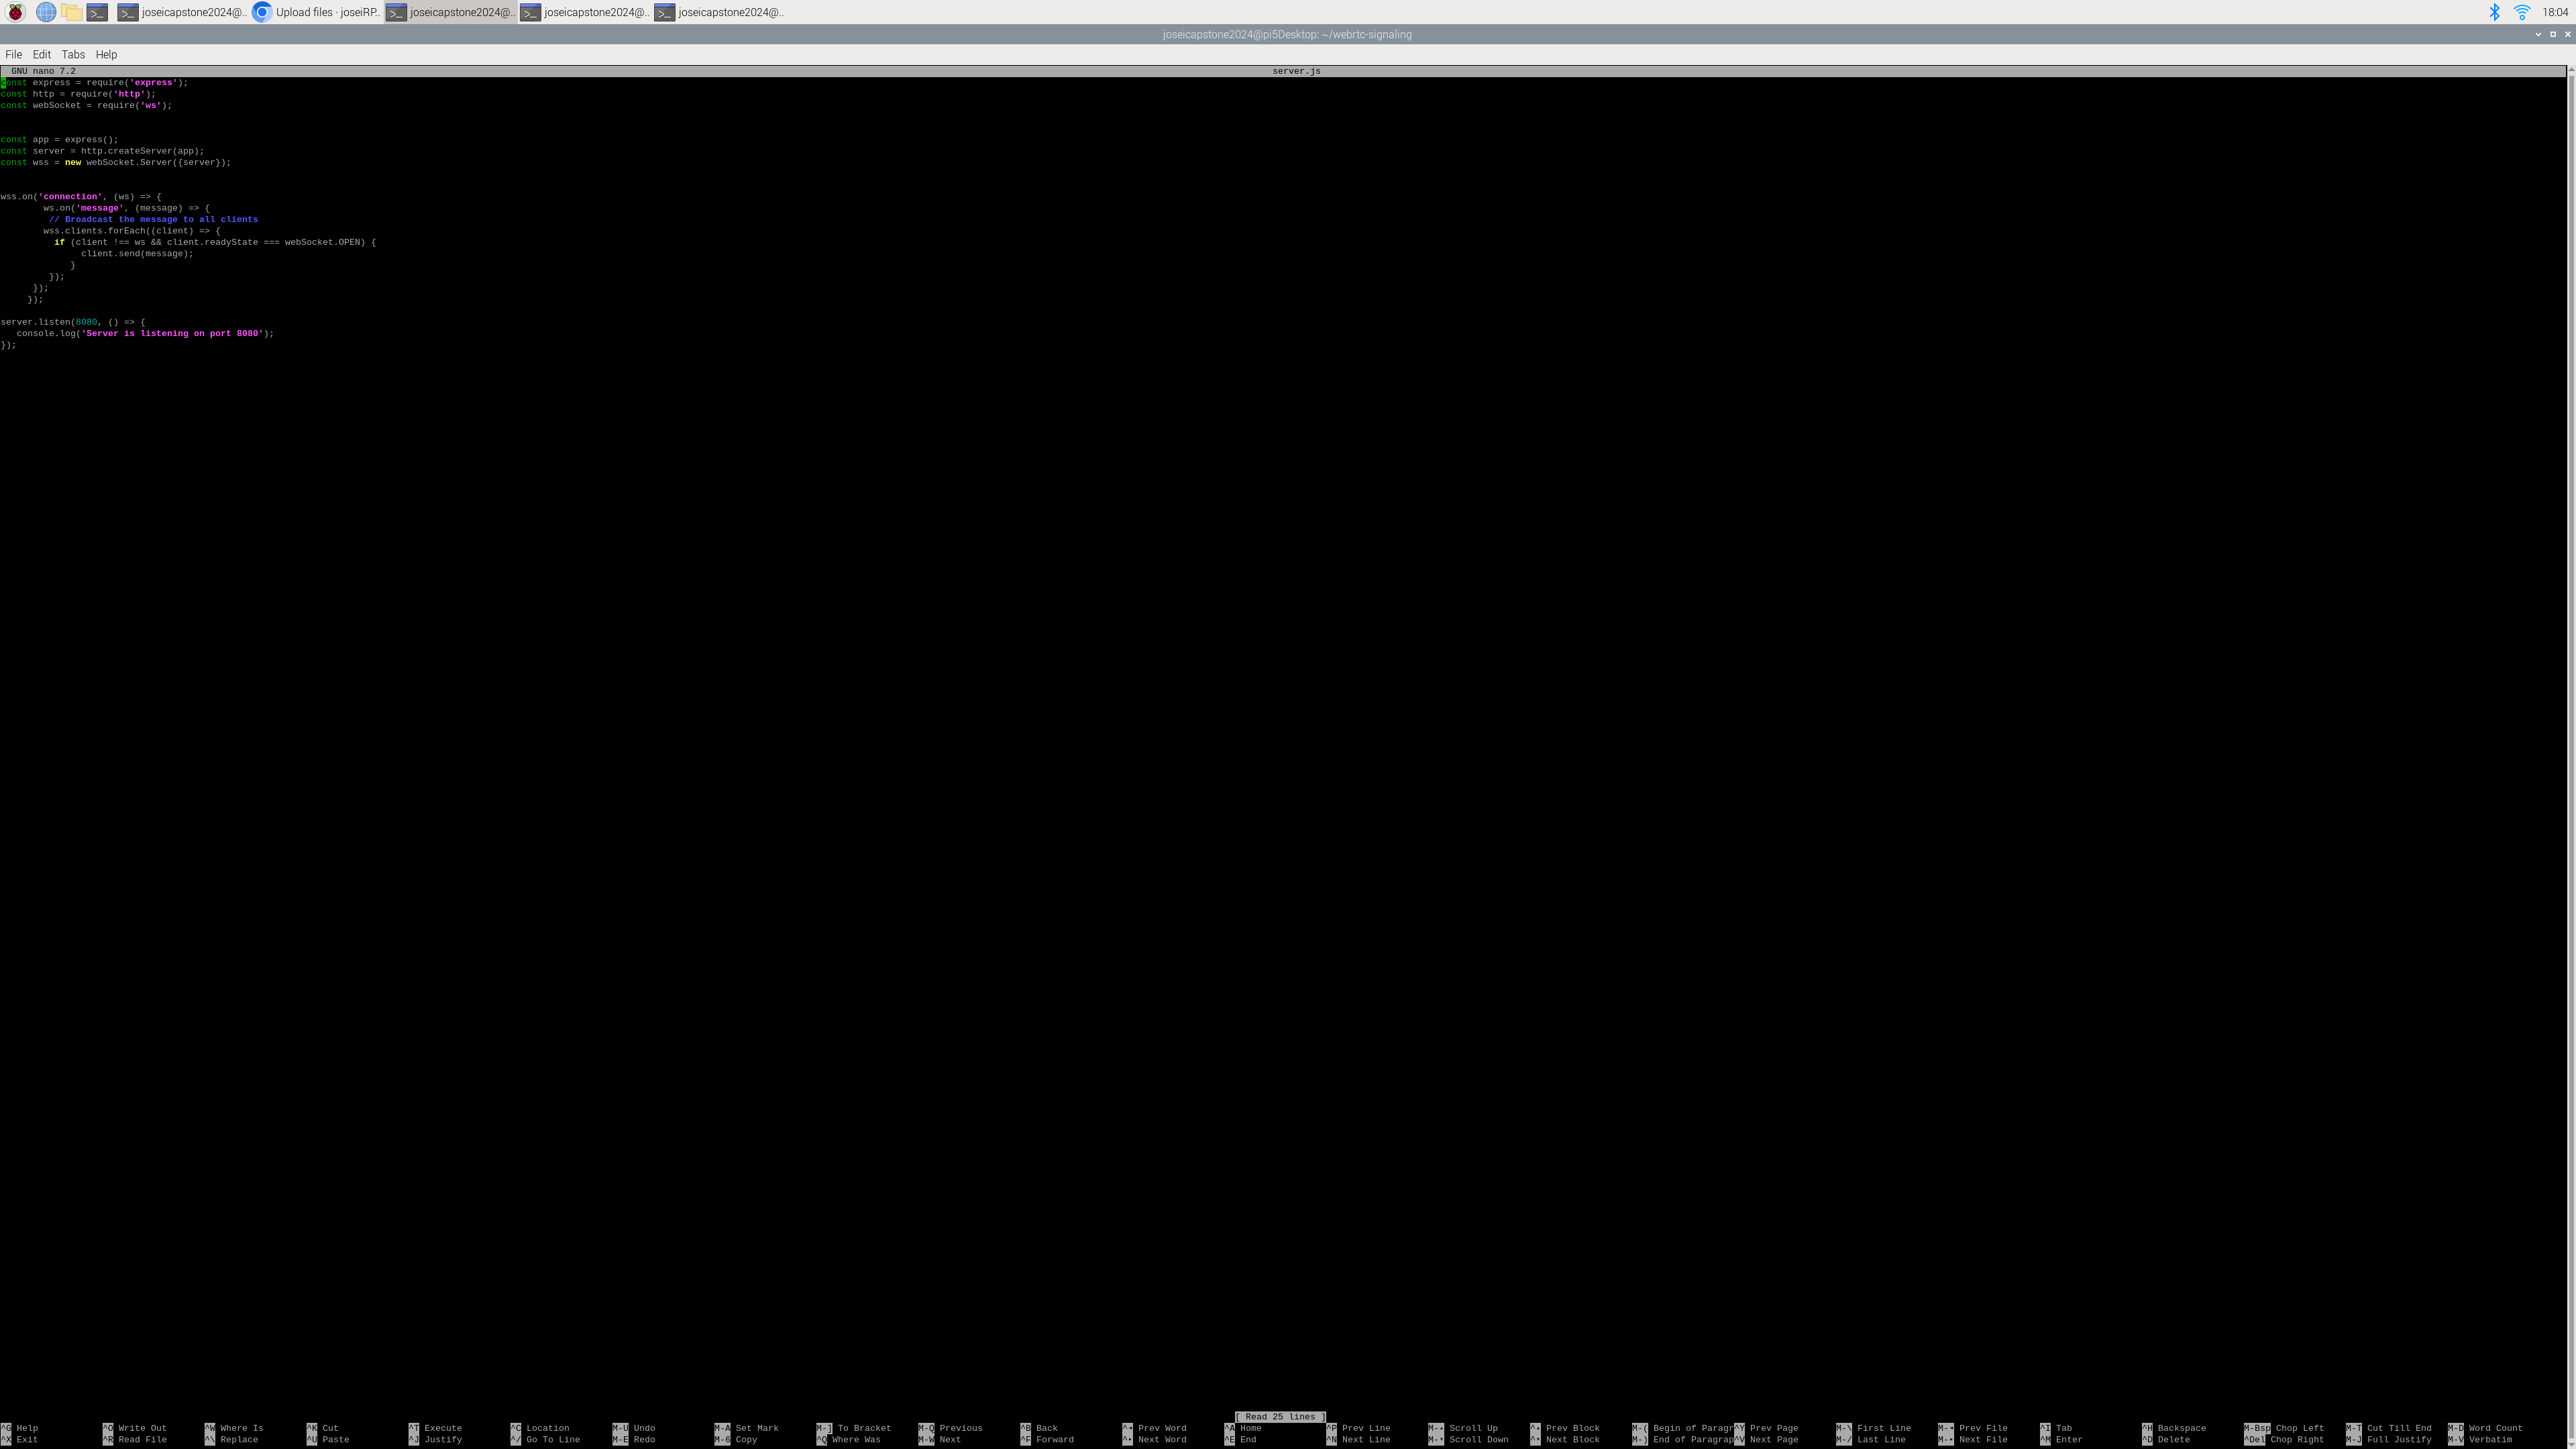 joseicapstone2024@.. Upload files · joseiRP.. joseicapstone2024@.. joseicapstone2024@.. joseicapstone2024@.. 18:04
joseicapstone2024@pi5Desktop: ~/webrtc-signaling
File Edit Tabs Help
GNU nano 7.2 server.js
const express = require('express');
const http = require('http');
const webSocket = require('ws');
const app = express();
const server = http.createServer(app);
const wss = new webSocket.Server({server});
wss.on('connection', (ws) => {
ws.on('message', (message) => {
// Broadcast the message to all clients
wss.clients.forEach((client) => {
if (client !== ws && client.readyState === webSocket.OPEN) {
client.send(message);
}
});
});
});
server.listen(8080, () => {
console.log('Server is listening on port 8080');
});
[ Read 25 lines ]
^G Help ^O Write Out ^W Where Is ^K Cut ^T Execute ^C Location M-U Undo M-A Set Mark M-] To Bracket M-Q Previous ^B Back ^◂ Prev Word ^A Home ^P Prev Line M-▴ Scroll Up ^▴ Prev Block M-( Begin of Paragr ^Y Prev Page M-\ First Line M-◂ Prev File ^I Tab ^H Backspace M-Bsp Chop Left M-T Cut Till End M-D Word Count
^X Exit ^R Read File ^\ Replace ^U Paste ^J Justify ^/ Go To Line M-E Redo M-6 Copy ^Q Where Was M-W Next ^F Forward ^▸ Next Word ^E End ^N Next Line M-▾ Scroll Down ^▾ Next Block M-) End of Paragrap ^V Next Page M-/ Last Line M-▸ Next File ^M Enter ^D Delete ^Del Chop Right M-J Full Justify M-V Verbatim